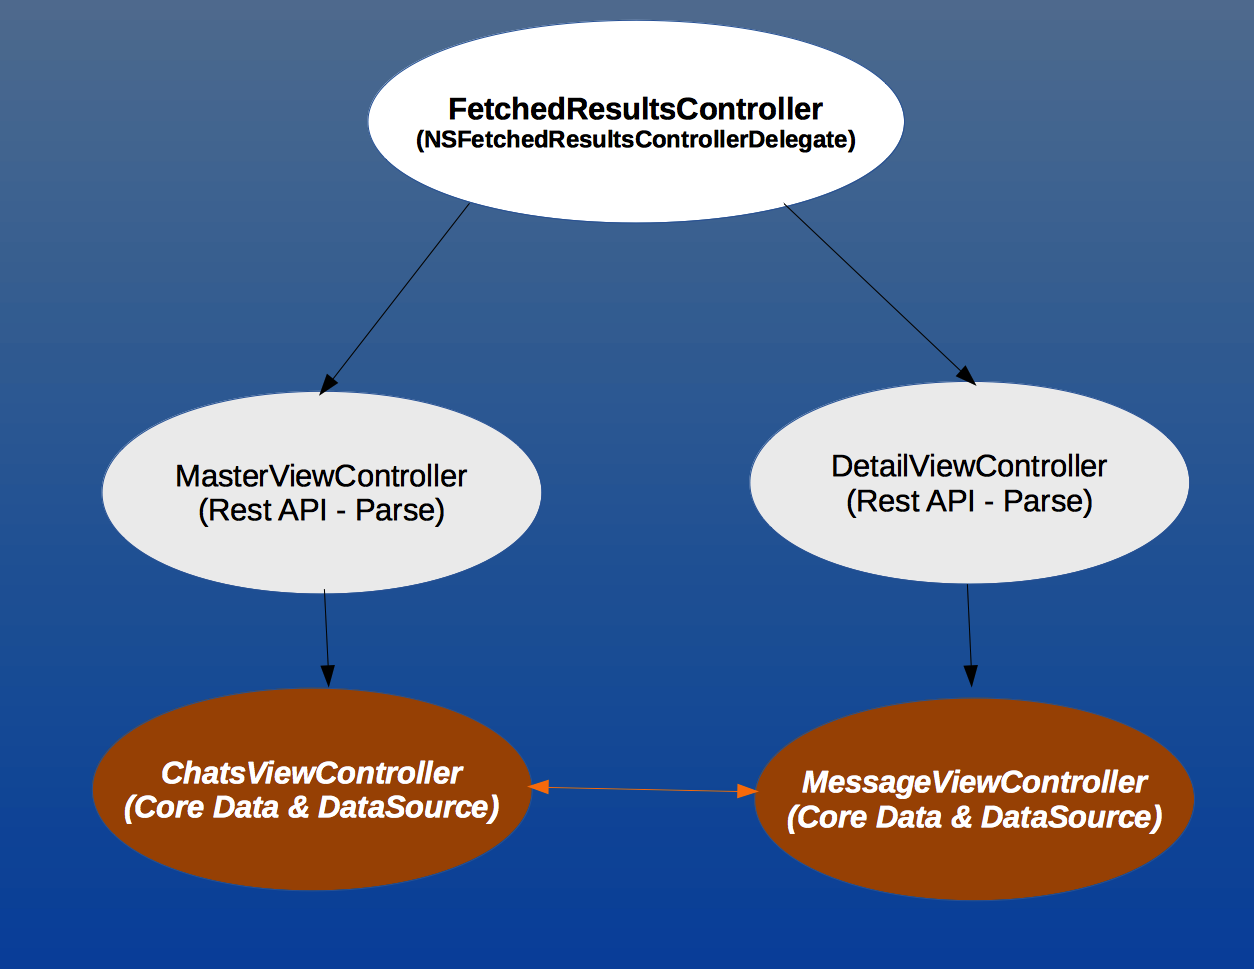 FetchedResultsController
(NSFetchedResultsControllerDelegate)
MasterViewController
(Rest API - Parse)
DetailViewController
(Rest API - Parse)
ChatsViewController
(Core Data & DataSource)
MessageViewController
(Core Data & DataSource)